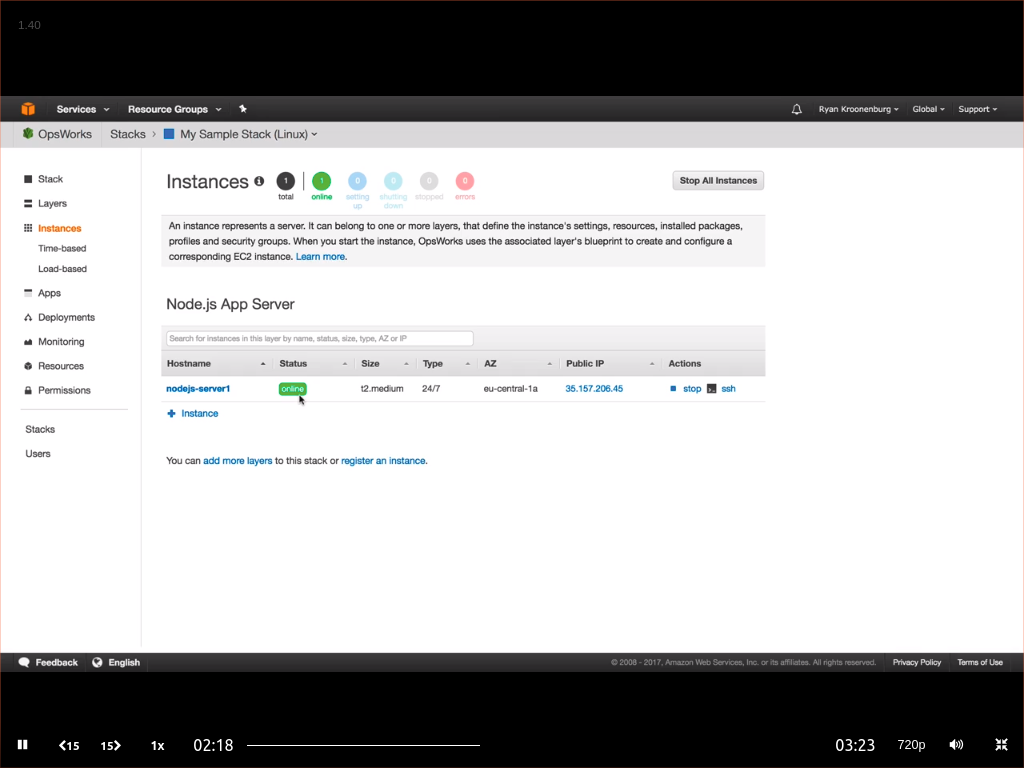 1.40
Services Resource Groups Ryan Kroonenburg Global Support
OpsWorks Stacks My Sample Stack (Linux)
Stack
Layers
Instances
Time-based
Load-based
Apps
Deployments
Monitoring
Resources
Permissions
Stacks
Users
Instances 1 1 0 0 0 0 Stop All Instances
total online setting up shutting down stopped errors
An instance represents a server. It can belong to one or more layers, that define the instance's settings, resources, installed packages,
profiles and security groups. When you start the instance, OpsWorks uses the associated layer's blueprint to create and configure a
corresponding EC2 instance. Learn more.
Node.js App Server
Search for instances in this layer by name, status, size, type, AZ or IP
Hostname Status Size Type AZ Public IP Actions
nodejs-server1 online t2.medium 24/7 eu-central-1a 35.157.206.45 stop ssh
Instance
You can add more layers to this stack or register an instance.
Feedback English © 2008 - 2017, Amazon Web Services, Inc. or its affiliates. All rights reserved. Privacy Policy Terms of Use
15 15 1x 02:18 03:23 720p